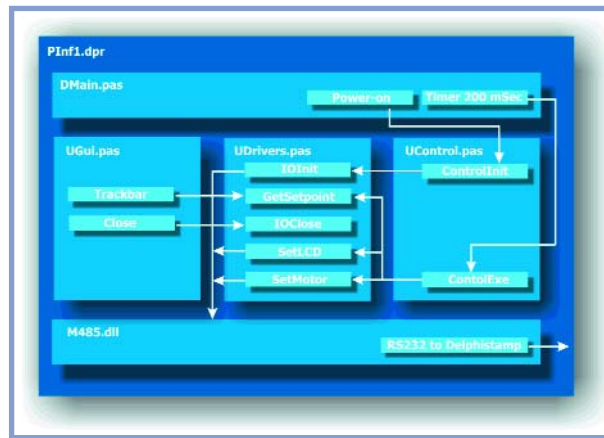 PInf1.dpr
DMain.pas
Power-on
Timer 200 mSec
UGui.pas
Trackbar
Close
UDrivers.pas
IOInit
GetSetpoint
IOClose
SetLCD
SetMotor
UControl.pas
ControlInit
ContolExe
M485.dll
RS232 to Delphistamp